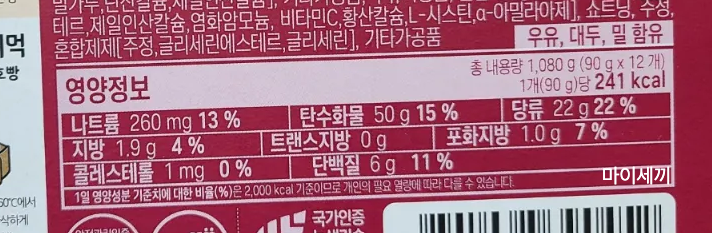 테르,제일인산칼슘,염화암모늄, 비타민C,황산칼슘,L-시스틴,α-아밀라아제], 쇼트닝, 주정,
혼합제제[주정,글리세린에스테르,글리세린], 기타가공품
우유, 대두, 밀 함유
먹
호빵
영양정보
총 내용량 1,080 g (90 g x 12 개)
1개(90 g)당 241 kcal
나트륨 260 mg 13 % 탄수화물 50 g 15 % 당류 22 g 22 %
지방 1.9 g 4 % 트랜스지방 0 g 포화지방 1.0 g 7 %
콜레스테롤 1 mg 0 % 단백질 6 g 11 %
1일 영양성분 기준치에 대한 비율(%)은 2,000 kcal 기준이므로 개인의 필요 열량에 따라 다를 수 있습니다.
마이세끼
60℃에서
국가인증